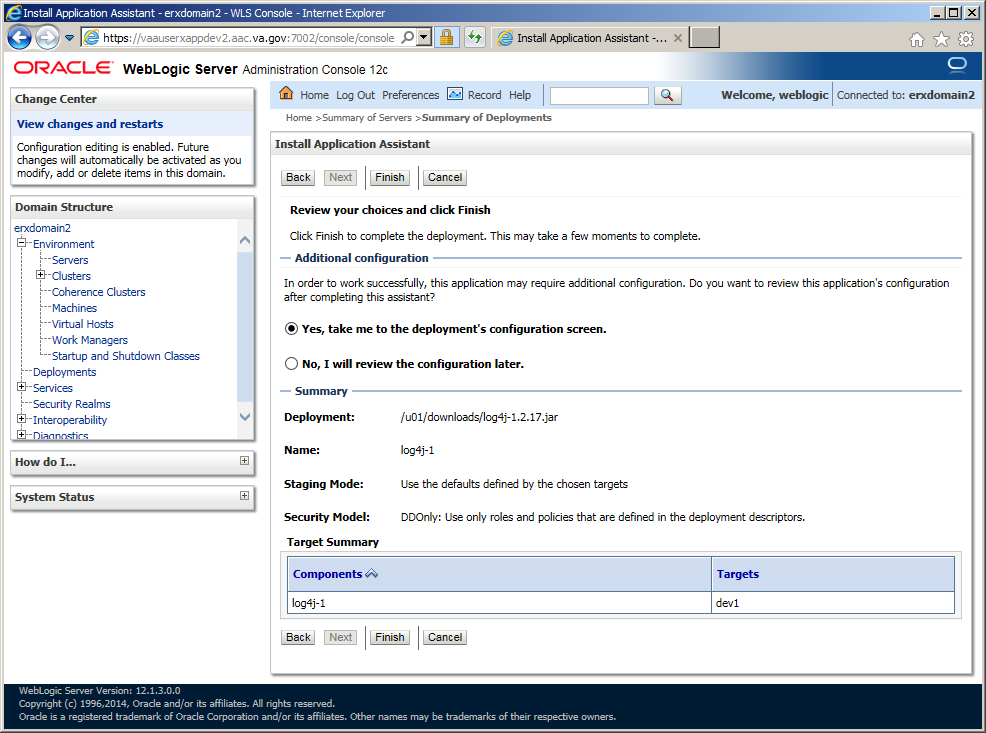 Install Application Assistant - erxdomain2 - WLS Console - Internet Explorer
https://vaauserxappdev2.aac.va.gov:7002/console/console
Install Application Assistant -...
ORACLE WebLogic Server Administration Console 12c
Change Center
View changes and restarts
Configuration editing is enabled. Future
changes will automatically be activated as you
modify, add or delete items in this domain.
Domain Structure
erxdomain2
Environment
Servers
Clusters
Coherence Clusters
Machines
Virtual Hosts
Work Managers
Startup and Shutdown Classes
Deployments
Services
Security Realms
Interoperability
Diagnostics
How do I...
System Status
Home Log Out Preferences Record Help
Welcome, weblogic Connected to: erxdomain2
Home >Summary of Servers >Summary of Deployments
Install Application Assistant
Back Next Finish Cancel
Review your choices and click Finish
Click Finish to complete the deployment. This may take a few moments to complete.
Additional configuration
In order to work successfully, this application may require additional configuration. Do you want to review this application's configuration
after completing this assistant?
Yes, take me to the deployment's configuration screen.
No, I will review the configuration later.
Summary
Deployment: /u01/downloads/log4j-1.2.17.jar
Name: log4j-1
Staging Mode: Use the defaults defined by the chosen targets
Security Model: DDOnly: Use only roles and policies that are defined in the deployment descriptors.
Target Summary
Components Targets
log4j-1 dev1
Back Next Finish Cancel
WebLogic Server Version: 12.1.3.0.0
Copyright (c) 1996,2014, Oracle and/or its affiliates. All rights reserved.
Oracle is a registered trademark of Oracle Corporation and/or its affiliates. Other names may be trademarks of their respective owners.